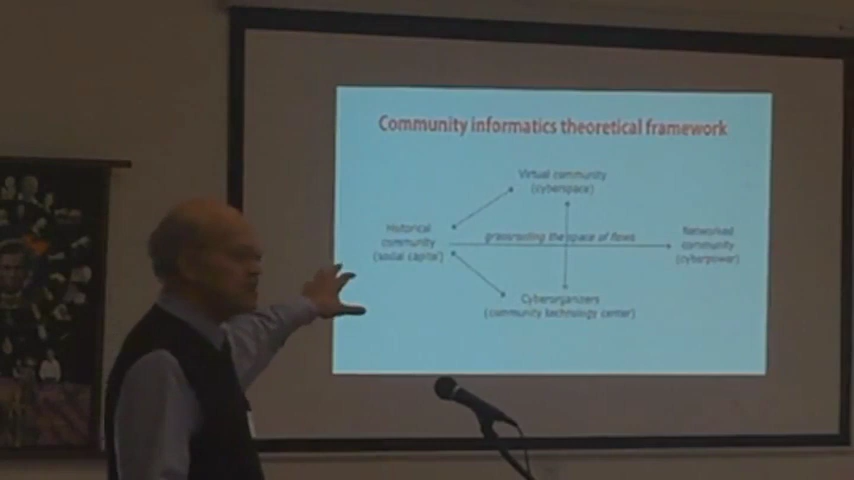 Community informatics theoretical framework
Virtual community
(cyberspace)
Historical
community
(social capital)
grassrooting the space of flows
Networked
community
(cyberpower)
Cyberorganizers
(community technology center)